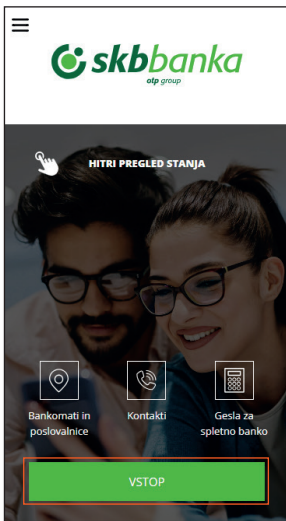 skbbanka
otp group
HITRI PREGLED STANJA
Bankomati in
poslovalnice
Kontakti
Gesla za
spletno banko
VSTOP